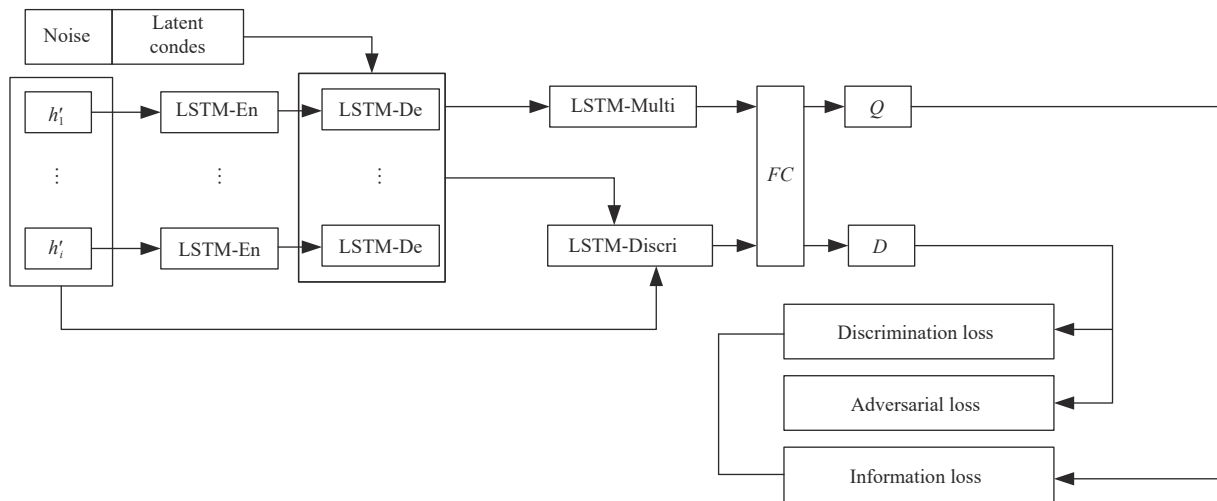 Noise
Latent
condes
h′₁
LSTM-En
LSTM-De
LSTM-Multi
FC
Q
⋮
⋮
⋮
h′ᵢ
LSTM-En
LSTM-De
LSTM-Discri
D
Discrimination loss
Adversarial loss
Information loss